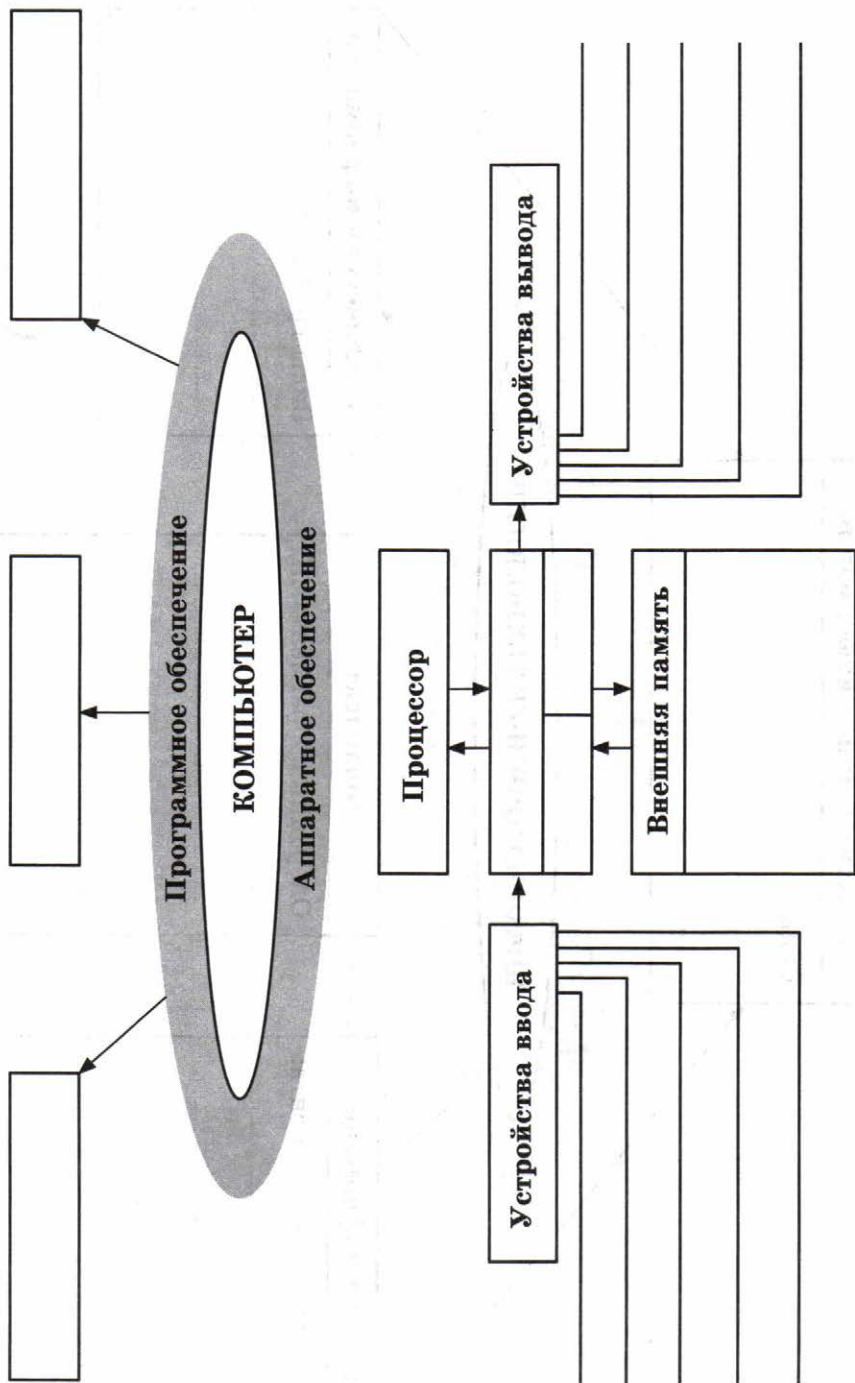 Программное обеспечение
КОМПЬЮТЕР
Аппаратное обеспечение
Процессор
Устройства ввода
Устройства вывода
Внешняя память